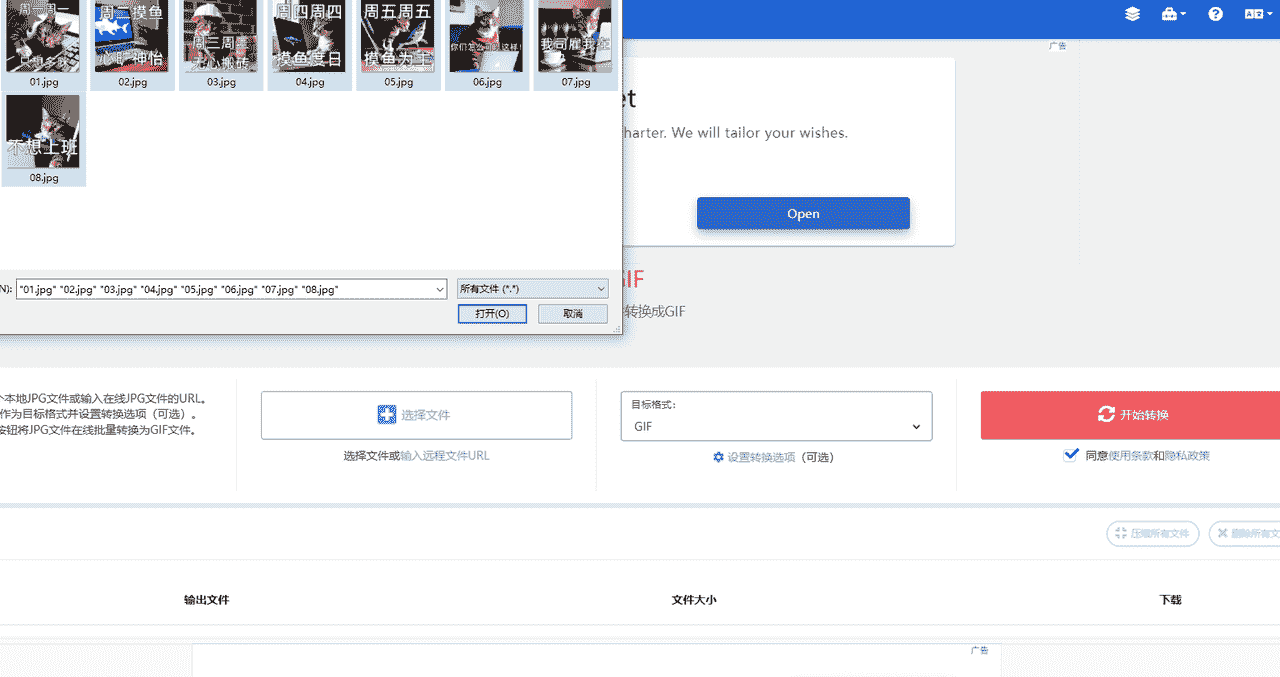 周一周一
只想多睡
周二摸鱼
心旷神怡
周三周三
无心搬砖
周四周四
摸鱼度日
周五周五
摸鱼为主
你们怎么可以这样!
01.jpg
02.jpg
03.jpg
04.jpg
05.jpg
06.jpg
07.jpg
不想上班
08.jpg
广告
et
harter. We will tailor your wishes.
Open
N): "01.jpg" "02.jpg" "03.jpg" "04.jpg" "05.jpg" "06.jpg" "07.jpg" "08.jpg"
所有文件 (*.*)
打开(O)
取消
GIF
转换成GIF
个本地JPG文件或输入在线JPG文件的URL。
作为目标格式并设置转换选项（可选）。
按钮将JPG文件在线批量转换为GIF文件。
选择文件
选择文件或输入远程文件URL
目标格式:
GIF
设置转换选项（可选）
开始转换
同意使用条款和隐私政策
压缩所有文件
删除所有文
输出文件
文件大小
下载
广告